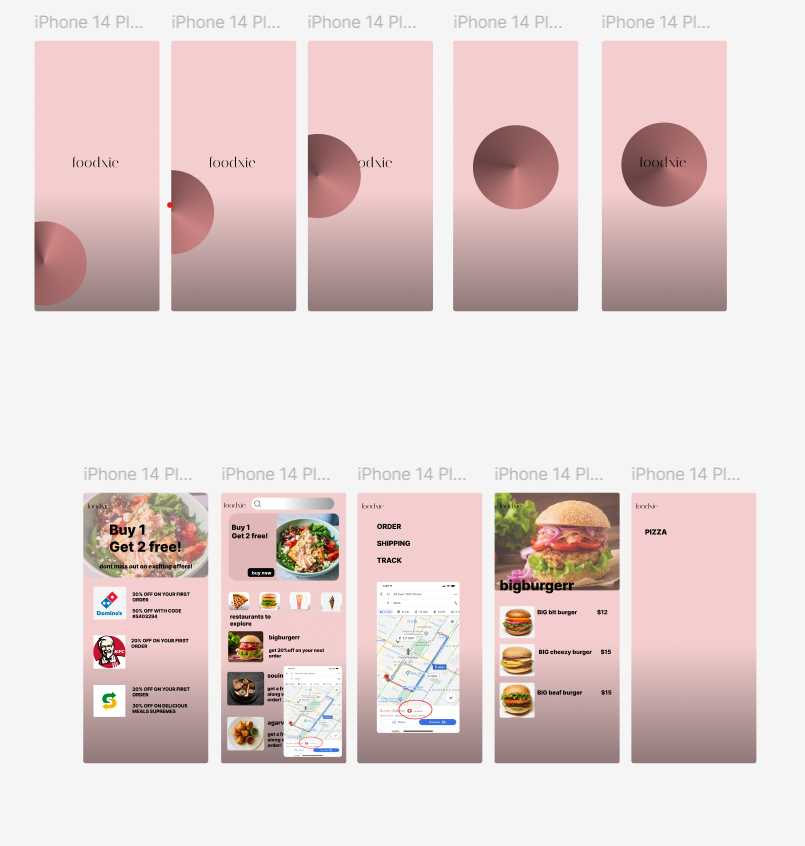 iPhone 14 Pl...
iPhone 14 Pl...
iPhone 14 Pl...
iPhone 14 Pl...
iPhone 14 Pl...
foodxie
foodxie
odxie
foodxie
iPhone 14 Pl...
iPhone 14 Pl...
iPhone 14 Pl...
iPhone 14 Pl...
iPhone 14 Pl...
foodxie
Buy 1
Get 2 free!
dont miss out on exciting offers!
Domino's
20% OFF ON YOUR FIRST
ORDER
50% OFF WITH CODE
#5403294
KFC
20% OFF ON YOUR FIRST
ORDER
20% OFF ON YOUR FIRST
ORDER
30% OFF ON DELICIOUS
MEALS SUPREMES
foodxie
Buy 1
Get 2 free!
buy now
restaurants to
explore
bigburgerr
get 20% off on your next
order
souin
get a f
along w
order!
agarv
get a f
along w
order!
foodxie
ORDER
SHIPPING
TRACK
foodxie
bigburgerr
BIG bit burger $12
BIG cheezy burger $15
BIG beaf burger $15
foodxie
PIZZA